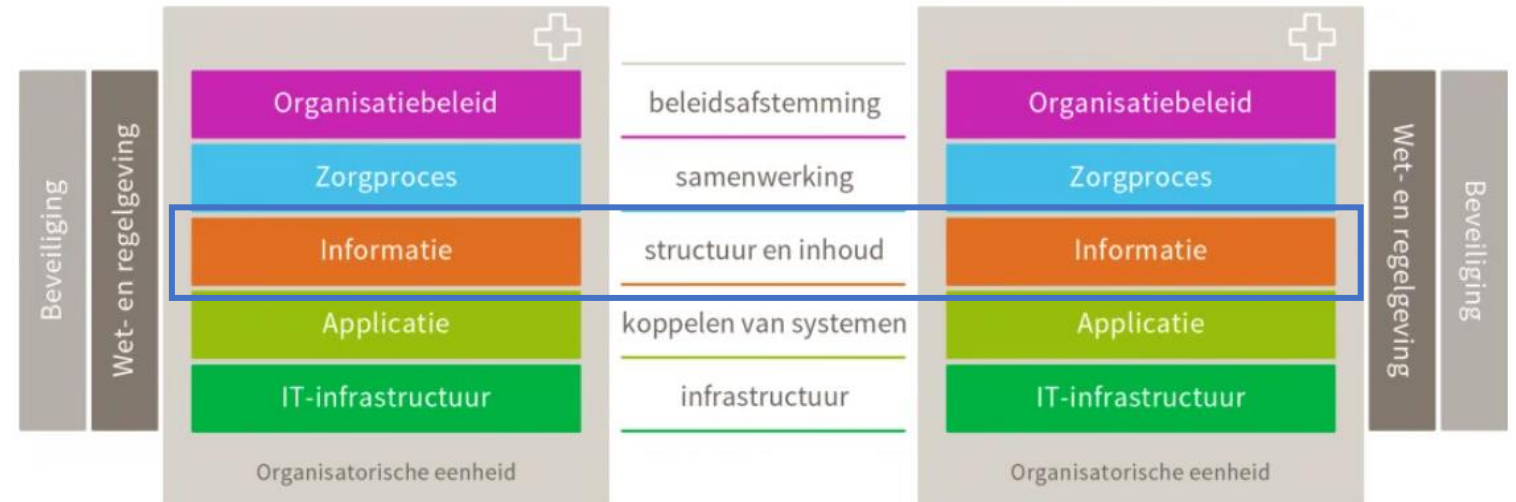 Beveiliging
Wet- en regelgeving
Organisatiebeleid
Zorgproces
Informatie
Applicatie
IT-infrastructuur
Organisatorische eenheid
beleidsafstemming
samenwerking
structuur en inhoud
koppelen van systemen
infrastructuur
Organisatiebeleid
Zorgproces
Informatie
Applicatie
IT-infrastructuur
Organisatorische eenheid
Wet- en regelgeving
Beveiliging